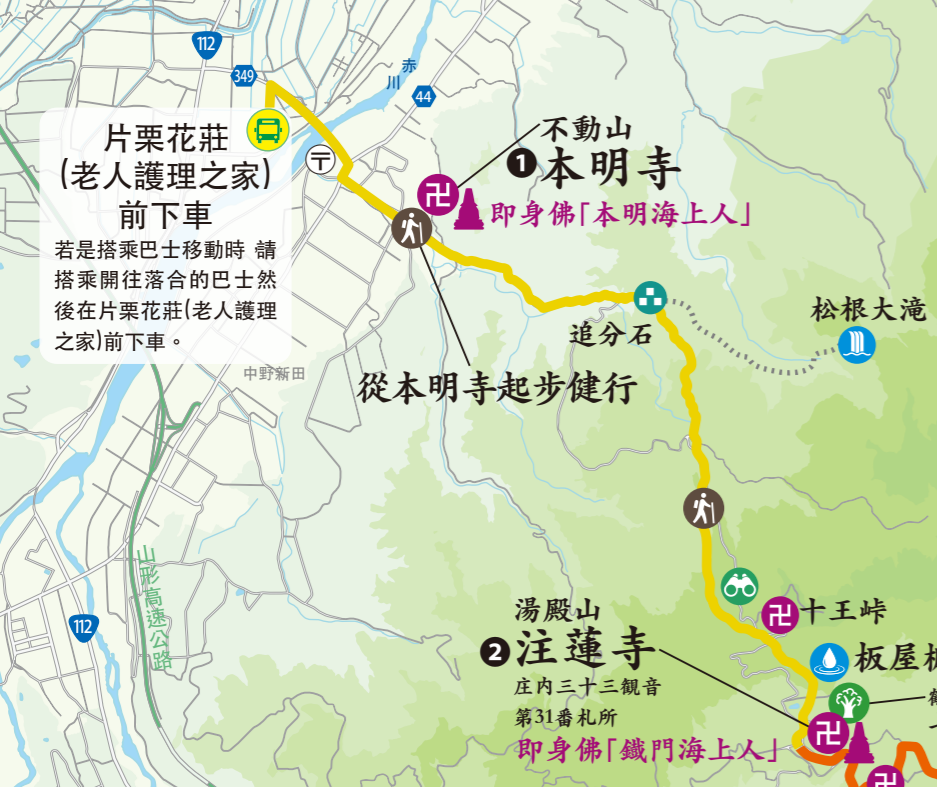 112
349
赤
川
44
片栗花莊
(老人護理之家)
前下車
若是搭乘巴士移動時 請
搭乘開往落合的巴士然
後在片栗花莊(老人護理
之家)前下車。
〒
不動山
❶本明寺
即身佛「本明海上人」
追分石
松根大滝
中野新田
從本明寺起步健行
山形高速公路
112
湯殿山
❷注蓮寺
庄内三十三観音
第31番札所
即身佛「鐵門海上人」
十王峠
板屋